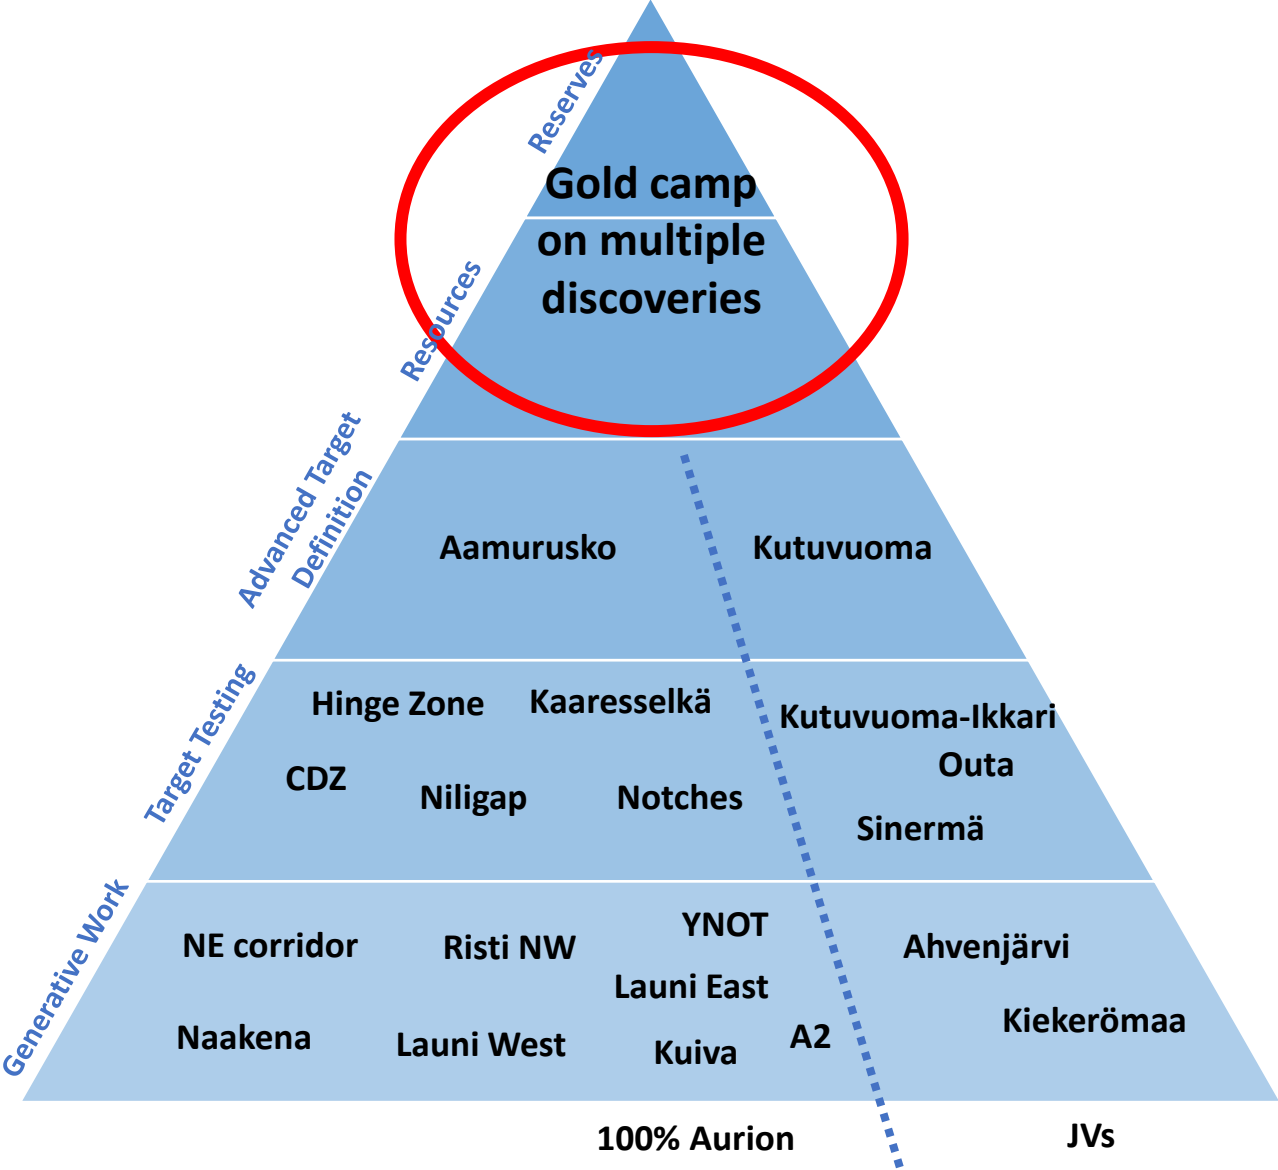 Reserves
Gold camp
on multiple
discoveries
Resources
Advanced Target
Definition
Aamurusko
Kutuvuoma
Target Testing
Hinge Zone
Kaaresselkä
Kutuvuoma-Ikkari
Outa
CDZ
Niligap
Notches
Sinermä
Generative Work
YNOT
NE corridor
Risti NW
Ahvenjärvi
Launi East
Kiekerömaa
Naakena
Launi West
Kuiva
A2
100% Aurion
JVs